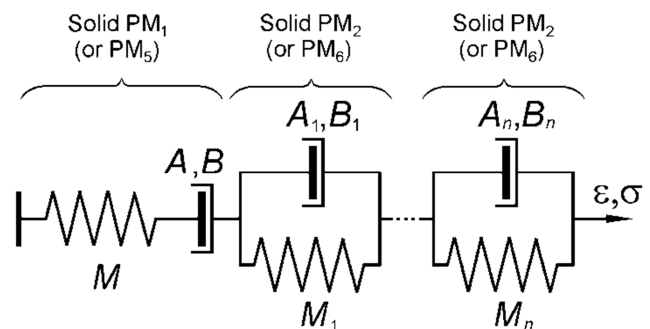 Solid PM₁
(or PM₅)
Solid PM₂
(or PM₆)
Solid PM₂
(or PM₆)
A,B
A₁,B₁
Aₙ,Bₙ
ε,σ
M
M₁
Mₙ